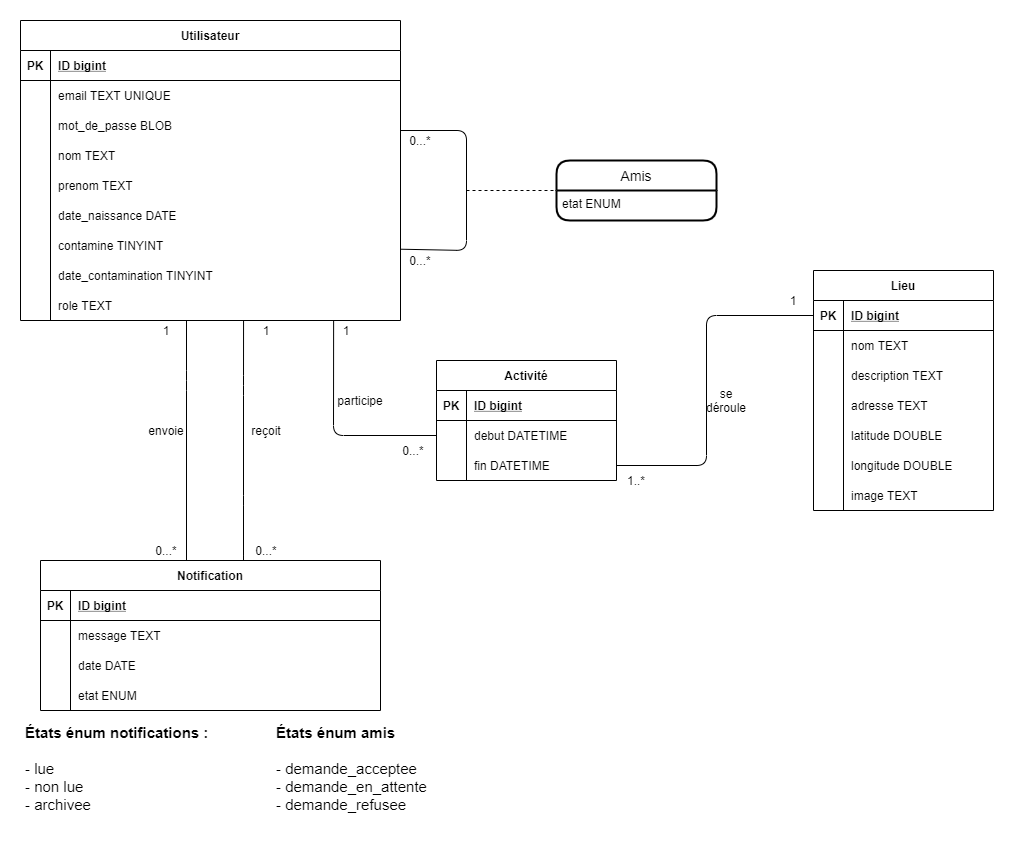 Utilisateur
PK ID bigint
email TEXT UNIQUE
mot_de_passe BLOB
nom TEXT
prenom TEXT
date_naissance DATE
contamine TINYINT
date_contamination TINYINT
role TEXT
0...*
0...*
Amis
etat ENUM
Lieu
PK ID bigint
nom TEXT
description TEXT
adresse TEXT
latitude DOUBLE
longitude DOUBLE
image TEXT
1
se
déroule
1..*
Activité
PK ID bigint
debut DATETIME
fin DATETIME
1
participe
0...*
1
envoie
0...*
1
reçoit
0...*
Notification
PK ID bigint
message TEXT
date DATE
etat ENUM
États énum notifications :
- lue
- non lue
- archivee
États énum amis
- demande_acceptee
- demande_en_attente
- demande_refusee